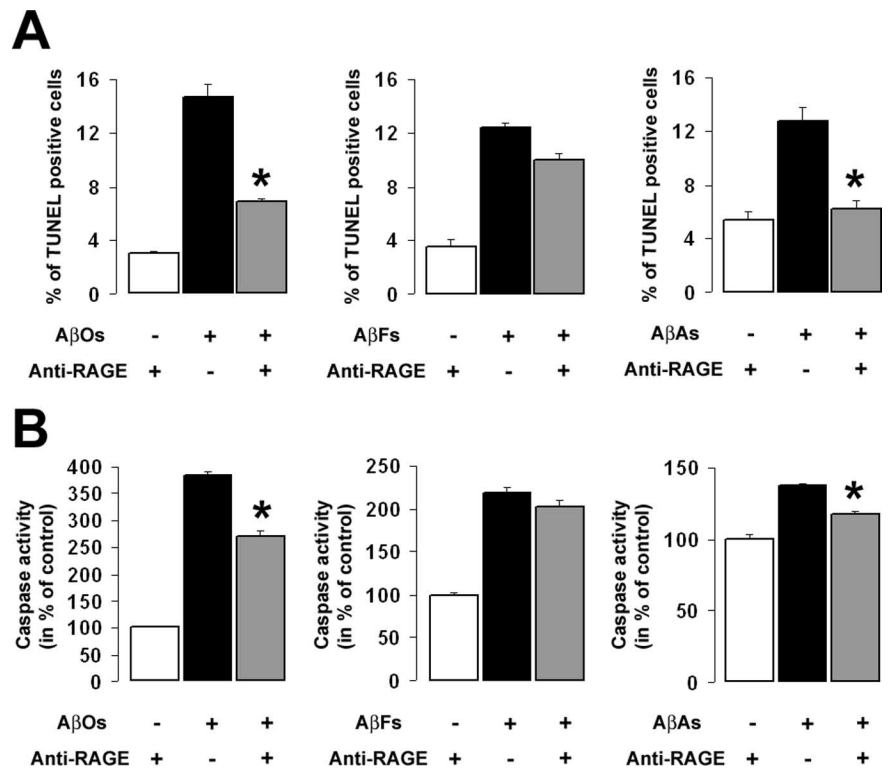 A
% of TUNEL positive cells
16
12
8
4
0
*
AβOs - + +
Anti-RAGE + - +
% of TUNEL positive cells
16
12
8
4
0
AβFs - + +
Anti-RAGE + - +
% of TUNEL positive cells
16
12
8
4
0
*
AβAs - + +
Anti-RAGE + - +
B
Caspase activity
(in % of control)
400
350
300
250
200
150
100
50
0
*
AβOs - + +
Anti-RAGE + - +
Caspase activity
(in % of control)
250
200
150
100
50
0
AβFs - + +
Anti-RAGE + - +
Caspase activity
(in % of control)
150
100
50
0
*
AβAs - + +
Anti-RAGE + - +